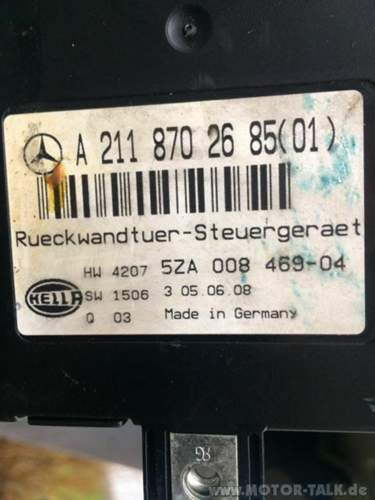 A 211 870 26 85(01)
Rueckwandtuer-Steuergeraet
HW 4207 5ZA 008 469-04
HELLA SW 1506 3 05.06.08
Q 03 Made in Germany
www.MOTOR-TALK.de